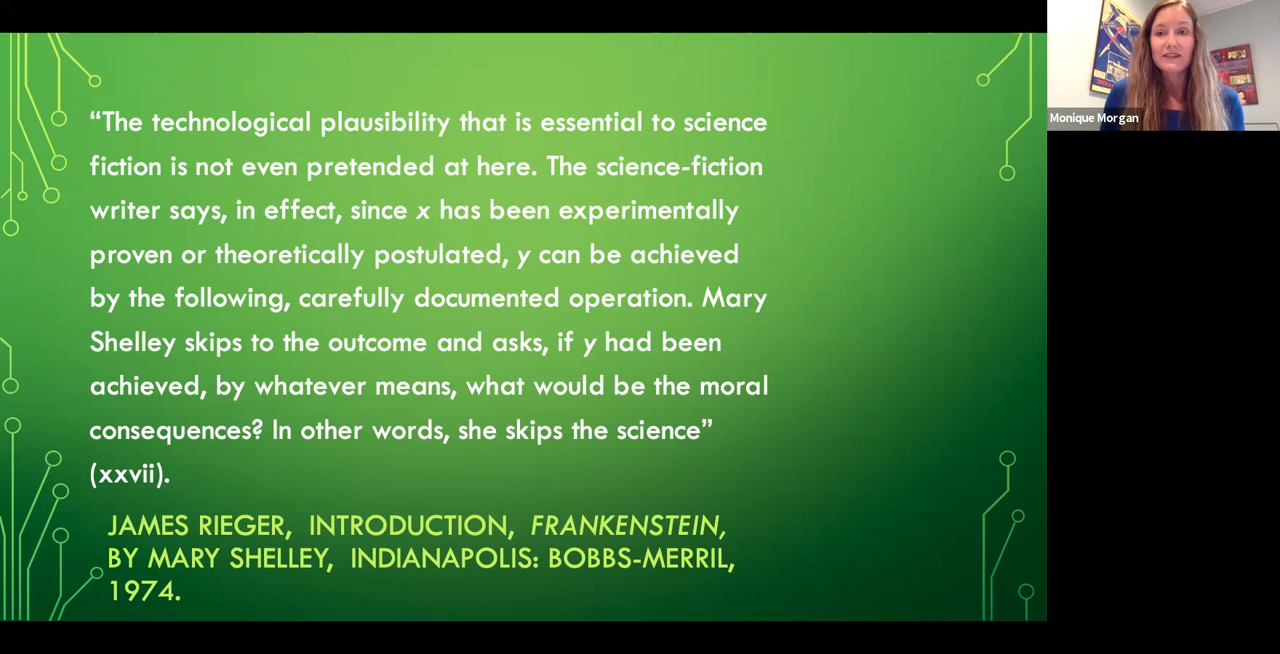 “The technological plausibility that is essential to science
fiction is not even pretended at here. The science-fiction
writer says, in effect, since x has been experimentally
proven or theoretically postulated, y can be achieved
by the following, carefully documented operation. Mary
Shelley skips to the outcome and asks, if y had been
achieved, by whatever means, what would be the moral
consequences? In other words, she skips the science”
(xxvii).
JAMES RIEGER, INTRODUCTION, FRANKENSTEIN,
BY MARY SHELLEY, INDIANAPOLIS: BOBBS-MERRIL,
1974.
Monique Morgan